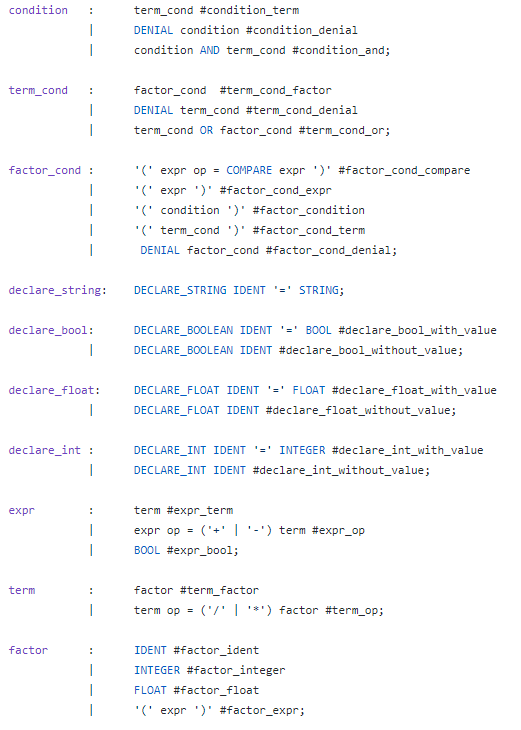 condition : term_cond #condition_term
| DENIAL condition #condition_denial
| condition AND term_cond #condition_and;
term_cond : factor_cond #term_cond_factor
| DENIAL term_cond #term_cond_denial
| term_cond OR factor_cond #term_cond_or;
factor_cond : '(' expr op = COMPARE expr ')' #factor_cond_compare
| '(' expr ')' #factor_cond_expr
| '(' condition ')' #factor_condition
| '(' term_cond ')' #factor_cond_term
| DENIAL factor_cond #factor_cond_denial;
declare_string: DECLARE_STRING IDENT '=' STRING;
declare_bool: DECLARE_BOOLEAN IDENT '=' BOOL #declare_bool_with_value
| DECLARE_BOOLEAN IDENT #declare_bool_without_value;
declare_float: DECLARE_FLOAT IDENT '=' FLOAT #declare_float_with_value
| DECLARE_FLOAT IDENT #declare_float_without_value;
declare_int : DECLARE_INT IDENT '=' INTEGER #declare_int_with_value
| DECLARE_INT IDENT #declare_int_without_value;
expr : term #expr_term
| expr op = ('+' | '-') term #expr_op
| BOOL #expr_bool;
term : factor #term_factor
| term op = ('/' | '*') factor #term_op;
factor : IDENT #factor_ident
| INTEGER #factor_integer
| FLOAT #factor_float
| '(' expr ')' #factor_expr;